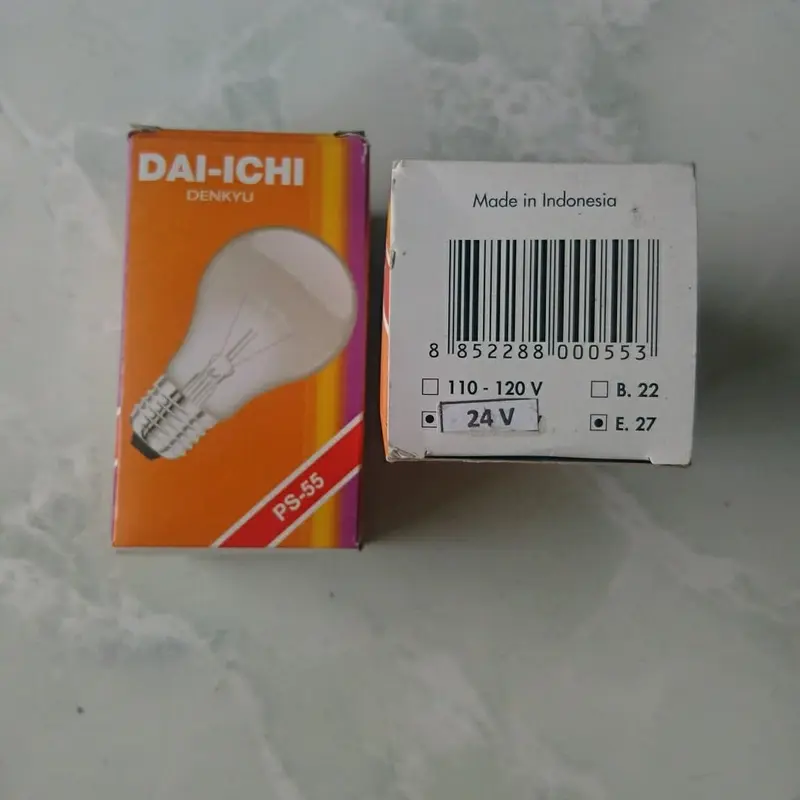 DAI-ICHI
DENKYU
PS-55
Made in Indonesia
8 852288 000553
110 - 120 V
B. 22
24 V
E. 27